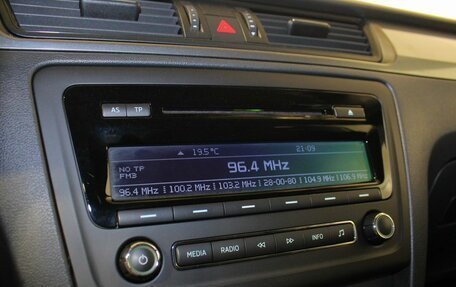 AS TP
19.5°C 21:09
NO TP 96.4 MHz
FM3
96.4 MHz 100.2 MHz 103.2 MHz 28-00-80 104.9 MHz 106.9 MHz
MEDIA RADIO INFO